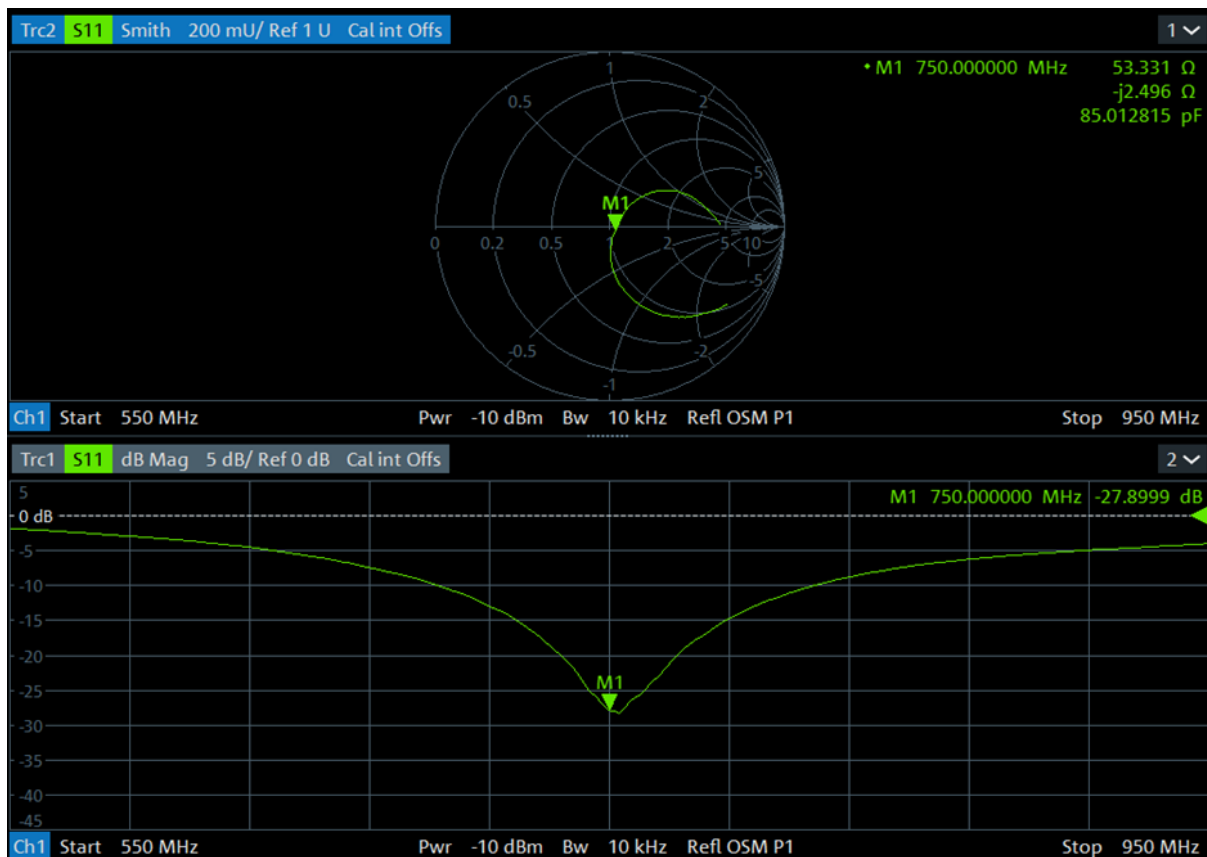 Trc2 S11 Smith 200 mU/ Ref 1 U Cal int Offs 1
M1 750.000000 MHz 53.331 Ω
-j2.496 Ω
85.012815 pF
1
0.5 2
5
M1
0 0.2 0.5 1 2 5 10
-5
-0.5 -2
-1
Ch1 Start 550 MHz Pwr -10 dBm Bw 10 kHz Refl OSM P1 Stop 950 MHz
Trc1 S11 dB Mag 5 dB/ Ref 0 dB Cal int Offs 2
5 M1 750.000000 MHz -27.8999 dB
0 dB
-5
-10
-15
-20
-25
M1
-30
-35
-40
-45
Ch1 Start 550 MHz Pwr -10 dBm Bw 10 kHz Refl OSM P1 Stop 950 MHz